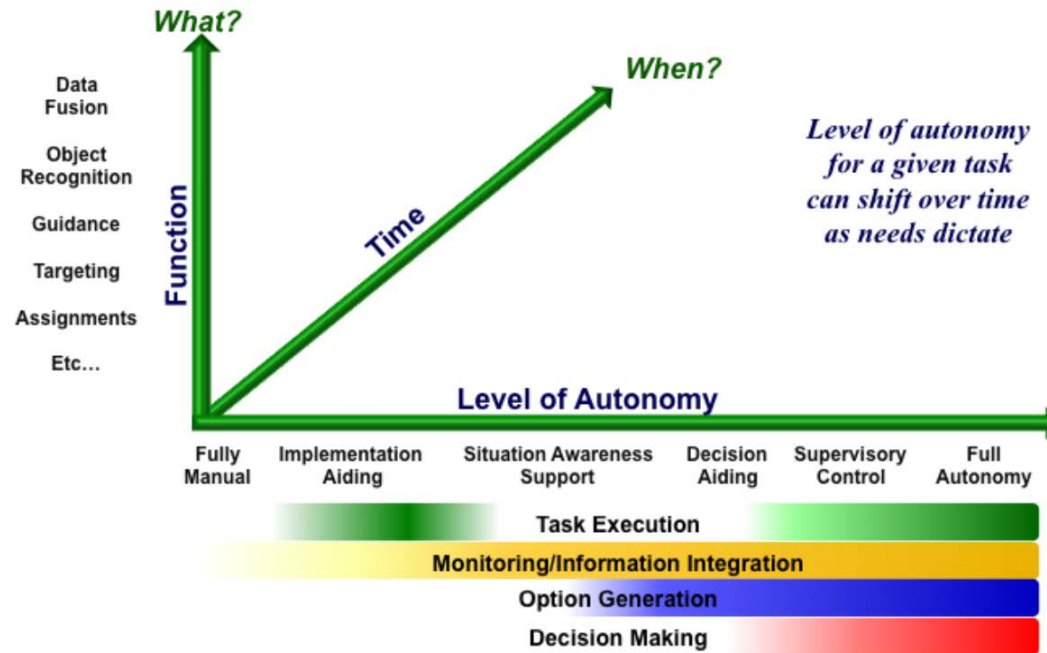 What?
When?
Data
Fusion
Object
Recognition
Guidance
Targeting
Assignments
Etc...
Function
Time
Level of autonomy
for a given task
can shift over time
as needs dictate
Level of Autonomy
Fully
Manual
Implementation
Aiding
Situation Awareness
Support
Decision
Aiding
Supervisory
Control
Full
Autonomy
Task Execution
Monitoring/Information Integration
Option Generation
Decision Making